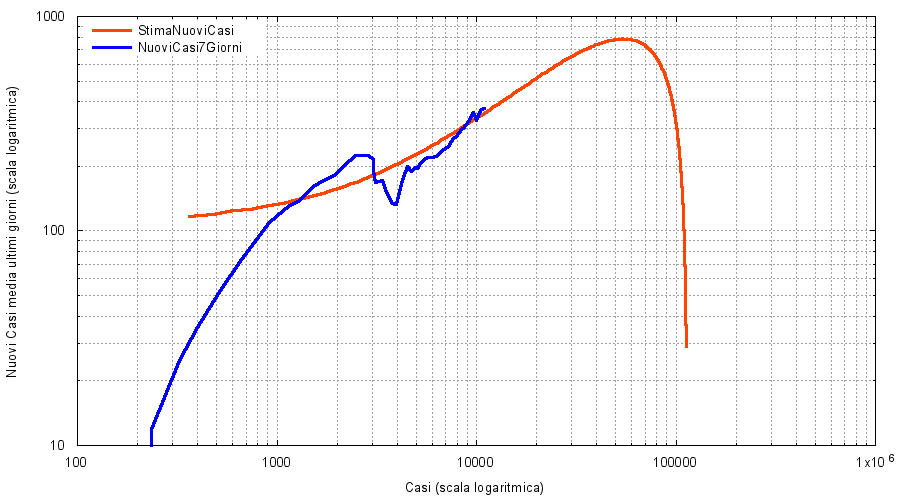 1000
StimaNuoviCasi
NuoviCasi7Giorni
Nuovi Casi media ultimi giorni (scala logaritmica)
100
10
100
1000
10000
100000
1x10 6
Casi (scala logaritmica)